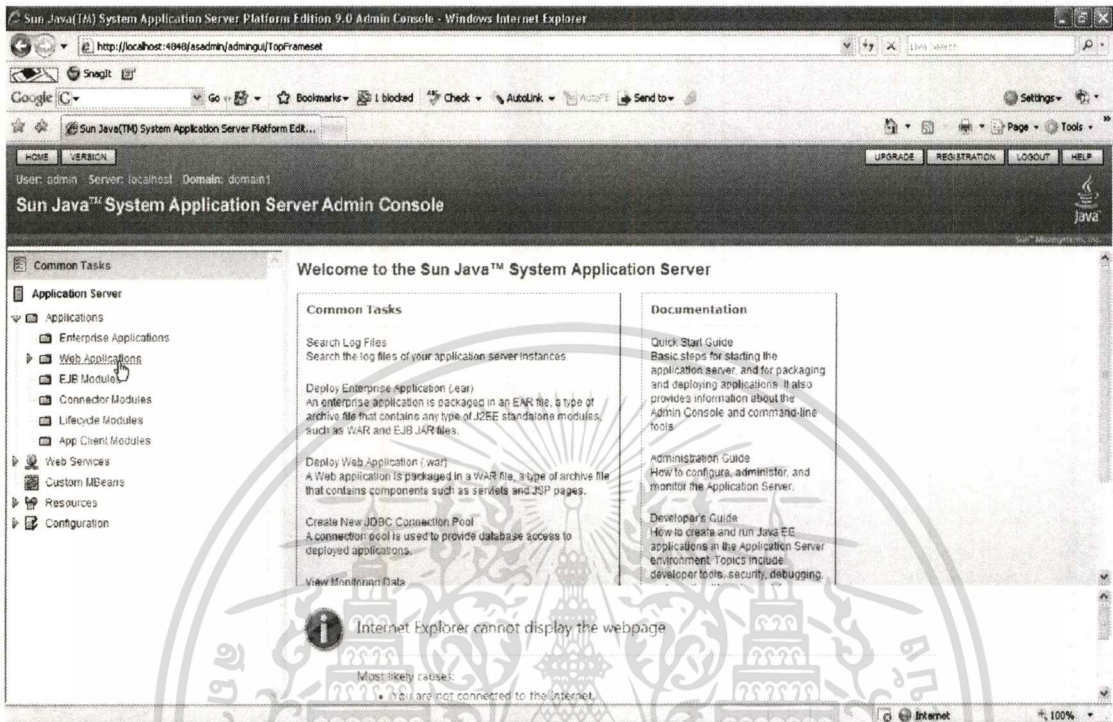 Sun Java(TM) System Application Server Platform Edition 9.0 Admin Console - Windows Internet Explorer
http://localhost:4848/asadmin/admingui/TopFrameset
Live Search
SnagIt
Google
Go
Bookmarks
1 blocked
Check
AutoLink
AutoFill
Send to
Settings
Sun Java(TM) System Application Server Platform Edit...
Page
Tools
HOME
VERSION
UPGRADE
REGISTRATION
LOGOUT
HELP
User: admin Server: localhost Domain: domain1
Sun Java™ System Application Server Admin Console
Java
Sun™ Microsystems, Inc.
Common Tasks
Application Server
Applications
Enterprise Applications
Web Applications
EJB Modules
Connector Modules
Lifecycle Modules
App Client Modules
Web Services
Custom MBeans
Resources
Configuration
Welcome to the Sun Java™ System Application Server
Common Tasks
Search Log Files
Search the log files of your application server instances.
Deploy Enterprise Application (.ear)
An enterprise application is packaged in an EAR file, a type of
archive file that contains any type of J2EE standalone modules,
such as WAR and EJB JAR files.
Deploy Web Application (.war)
A Web application is packaged in a WAR file, a type of archive file
that contains components such as servlets and JSP pages.
Create New JDBC Connection Pool
A connection pool is used to provide database access to
deployed applications.
View Monitoring Data
Documentation
Quick Start Guide
Basic steps for starting the
application server, and for packaging
and deploying applications. It also
provides information about the
Admin Console and command-line
tools.
Administration Guide
How to configure, administer, and
monitor the Application Server.
Developer's Guide
How to create and run Java EE
applications in the Application Server
environment. Topics include
developer tools, security, debugging,
Internet Explorer cannot display the webpage
Most likely causes:
• You are not connected to the Internet.
Internet
100%